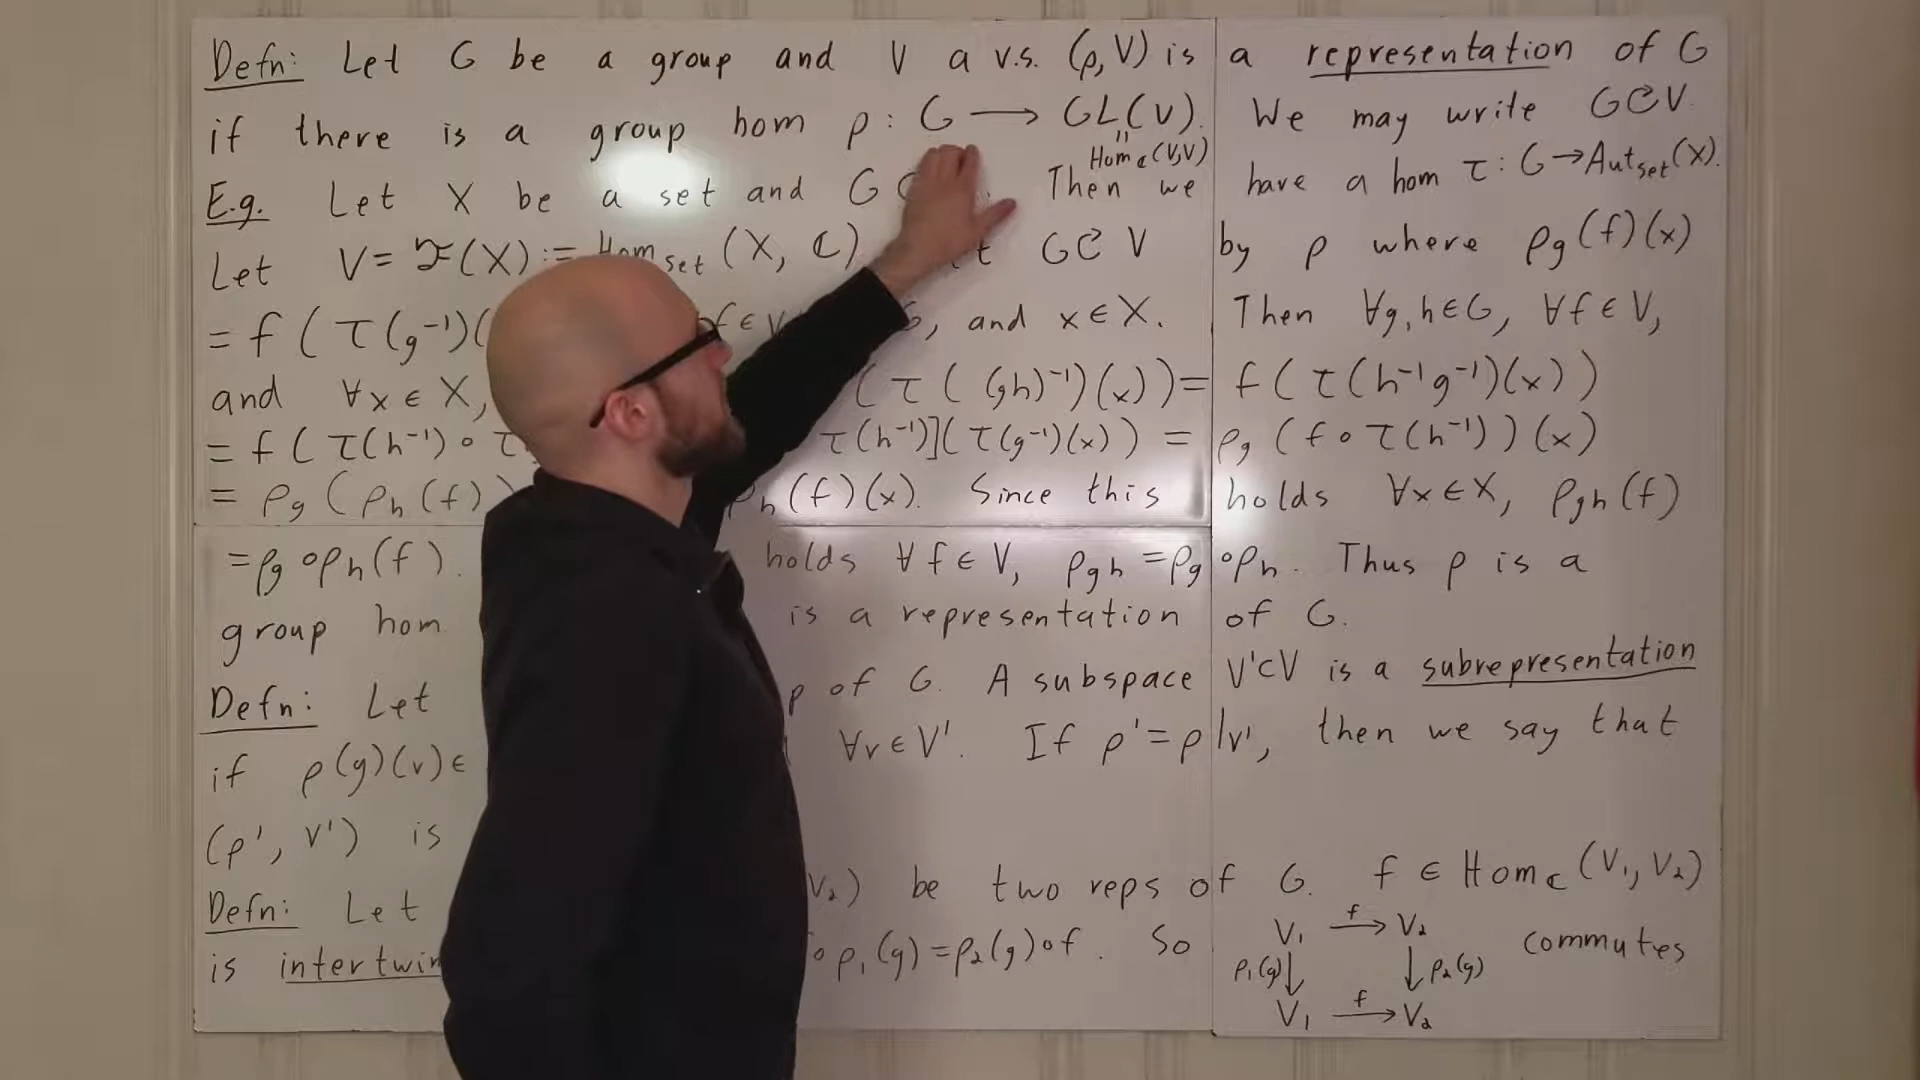 Defn: Let G be a group and V a v.s. (ρ,V) is a representation of G
if there is a group hom ρ: G ⟶ GL(V). We may write G⟳V.
" Hom_ℂ(V,V)
E.g. Let X be a set and G Then we have a hom τ: G→Aut_set(X).
Let V=ℱ(X) := Hom_set (X, ℂ) G⟳V by ρ where ρ_g(f)(x)
= f(τ(g⁻¹)( f∈V and x∈X. Then ∀g,h∈G, ∀f∈V,
and ∀x∈X, (τ((gh)⁻¹)(x)) = f(τ(h⁻¹g⁻¹)(x))
= f(τ(h⁻¹)∘τ τ(h⁻¹)](τ(g⁻¹)(x)) = ρ_g(f∘τ(h⁻¹))(x)
= ρ_g(ρ_h(f) ρ_h(f)(x). Since this holds ∀x∈X, ρ_gh(f)
=ρ_g∘ρ_h(f). holds ∀f∈V, ρ_gh=ρ_g∘ρ_h. Thus ρ is a
group hom is a representation of G.
Defn: Let of G. A subspace V'⊂V is a subrepresentation
if ρ(g)(v)∈ ∀v∈V'. If ρ'=ρ|_V', then we say that
(ρ', V') is
Defn: Let V₂) be two reps of G. f ∈ Hom_ℂ(V₁,V₂)
is ∘ρ₁(g)=ρ₂(g)∘f. So V₁ →f V₂ commutes
ρ₁(g)↓ ↓ρ₂(g)
V₁ →f V₂